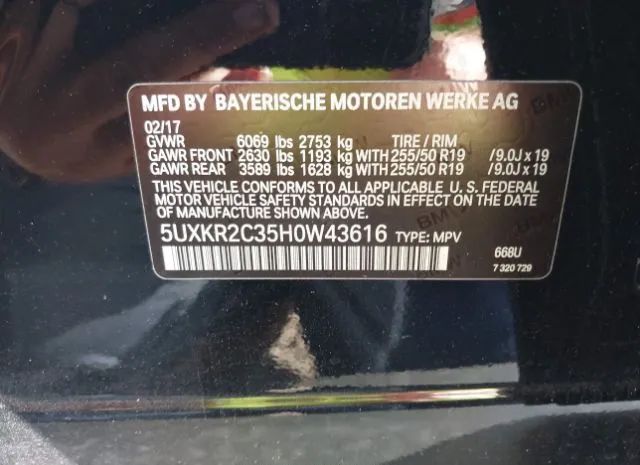 MFD BY BAYERISCHE MOTOREN WERKE AG
02/17
GVWR 6069 lbs 2753 kg TIRE / RIM
GAWR FRONT 2630 lbs 1193 kg WITH 255/50 R19 /9.0J x 19
GAWR REAR 3589 lbs 1628 kg WITH 255/50 R19 /9.0J x 19
THIS VEHICLE CONFORMS TO ALL APPLICABLE U. S. FEDERAL
MOTOR VEHICLE SAFETY STANDARDS IN EFFECT ON THE
DATE OF MANUFACTURE SHOWN ABOVE.
5UXKR2C35H0W43616 TYPE: MPV
668U
7 320 729